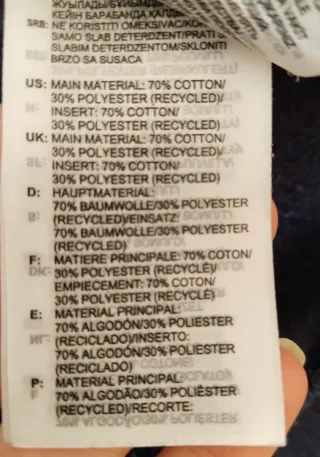 ЖУЫЛАДЫ/БҰЙЫМДЫ
КЕЙІН БАРАБАНДА
SRB: NE KORISTITI OMEKSIVAC/KO
SAMO SLAB DETERDZENT/PRATI S
SLABIM DETERDZENTOM/SKLONITI
BRZO SA SUSACA
US: MAIN MATERIAL: 70% COTTON/
30% POLYESTER (RECYCLED)/
INSERT: 70% COTTON/
30% POLYESTER (RECYCLED)
UK: MAIN MATERIAL: 70% COTTON/
30% POLYESTER (RECYCLED)/
INSERT: 70% COTTON/
30% POLYESTER (RECYCLED)
D: HAUPTMATERIAL:
70% BAUMWOLLE/30% POLYESTER
(RECYCLED)/EINSATZ:
70% BAUMWOLLE/30% POLYESTER
(RECYCLED)
F: MATIERE PRINCIPALE: 70% COTON/
30% POLYESTER (RECYCLÉ)/
EMPIECEMENT: 70% COTON/
30% POLYESTER (RECYCLÉ)
E: MATERIAL PRINCIPAL:
70% ALGODÓN/30% POLIESTER
(RECICLADO)/INSERTO:
70% ALGODÓN/30% POLIESTER
(RECICLADO)
P: MATERIAL PRINCIPAL:
70% ALGODÃO/30% POLIÉSTER
(RECYCLED)/RECORTE: